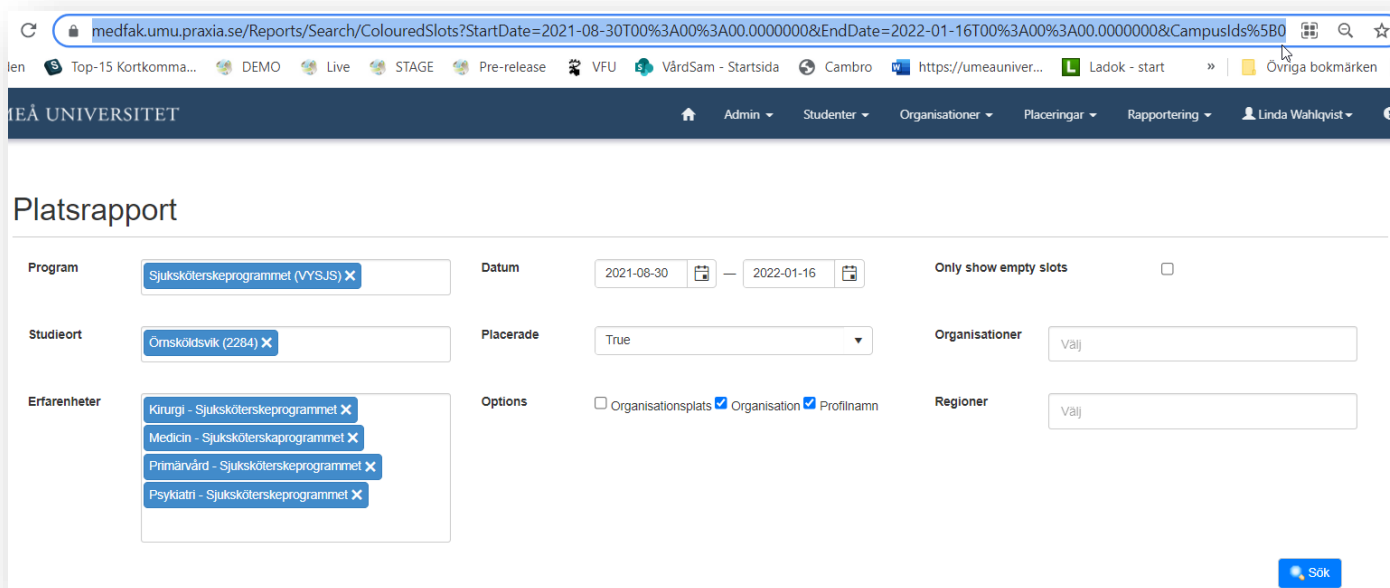 medfak.umu.praxia.se/Reports/Search/ColouredSlots?StartDate=2021-08-30T00%3A00%3A00.0000000&EndDate=2022-01-16T00%3A00%3A00.0000000&CampusIds%5B0
len S Top-15 Kortkomma... DEMO Live STAGE Pre-release VFU VårdSam - Startsida Cambro https://umeauniver... L Ladok - start » Övriga bokmärken
MEÅ UNIVERSITET Admin Studenter Organisationer Placeringar Rapportering Linda Wahlqvist
Platsrapport
Program Sjuksköterskeprogrammet (VYSJS) Datum 2021-08-30 — 2022-01-16 Only show empty slots
Studieort Örnsköldsvik (2284) Placerade True Organisationer Välj
Erfarenheter Kirurgi - Sjuksköterskeprogrammet Options Organisationsplats Organisation Profilnamn Regioner Välj
Medicin - Sjuksköterskaprogrammet
Primärvård - Sjuksköterskeprogrammet
Psykiatri - Sjuksköterskeprogrammet
Sök